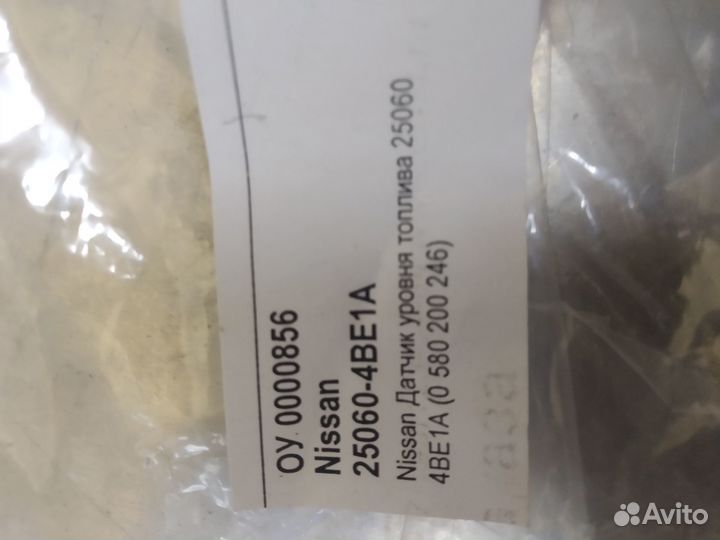 ОУ 0000856
Nissan
25060-4BE1A
Nissan Датчик уровня топлива 25060
4BE1A (0 580 200 246)
Avito